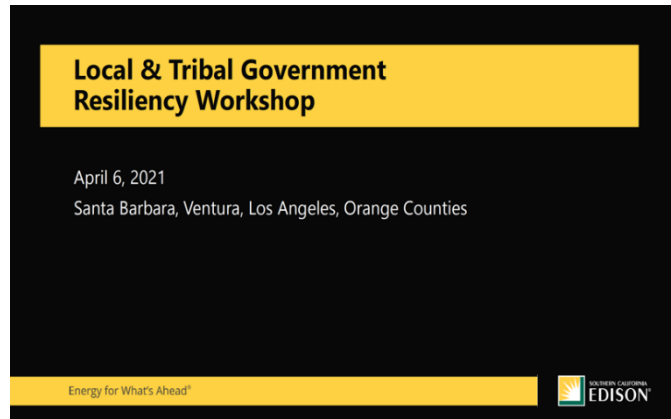 Local & Tribal Government
Resiliency Workshop
April 6, 2021
Santa Barbara, Ventura, Los Angeles, Orange Counties
Energy for What's Ahead®
SOUTHERN CALIFORNIA
EDISON®